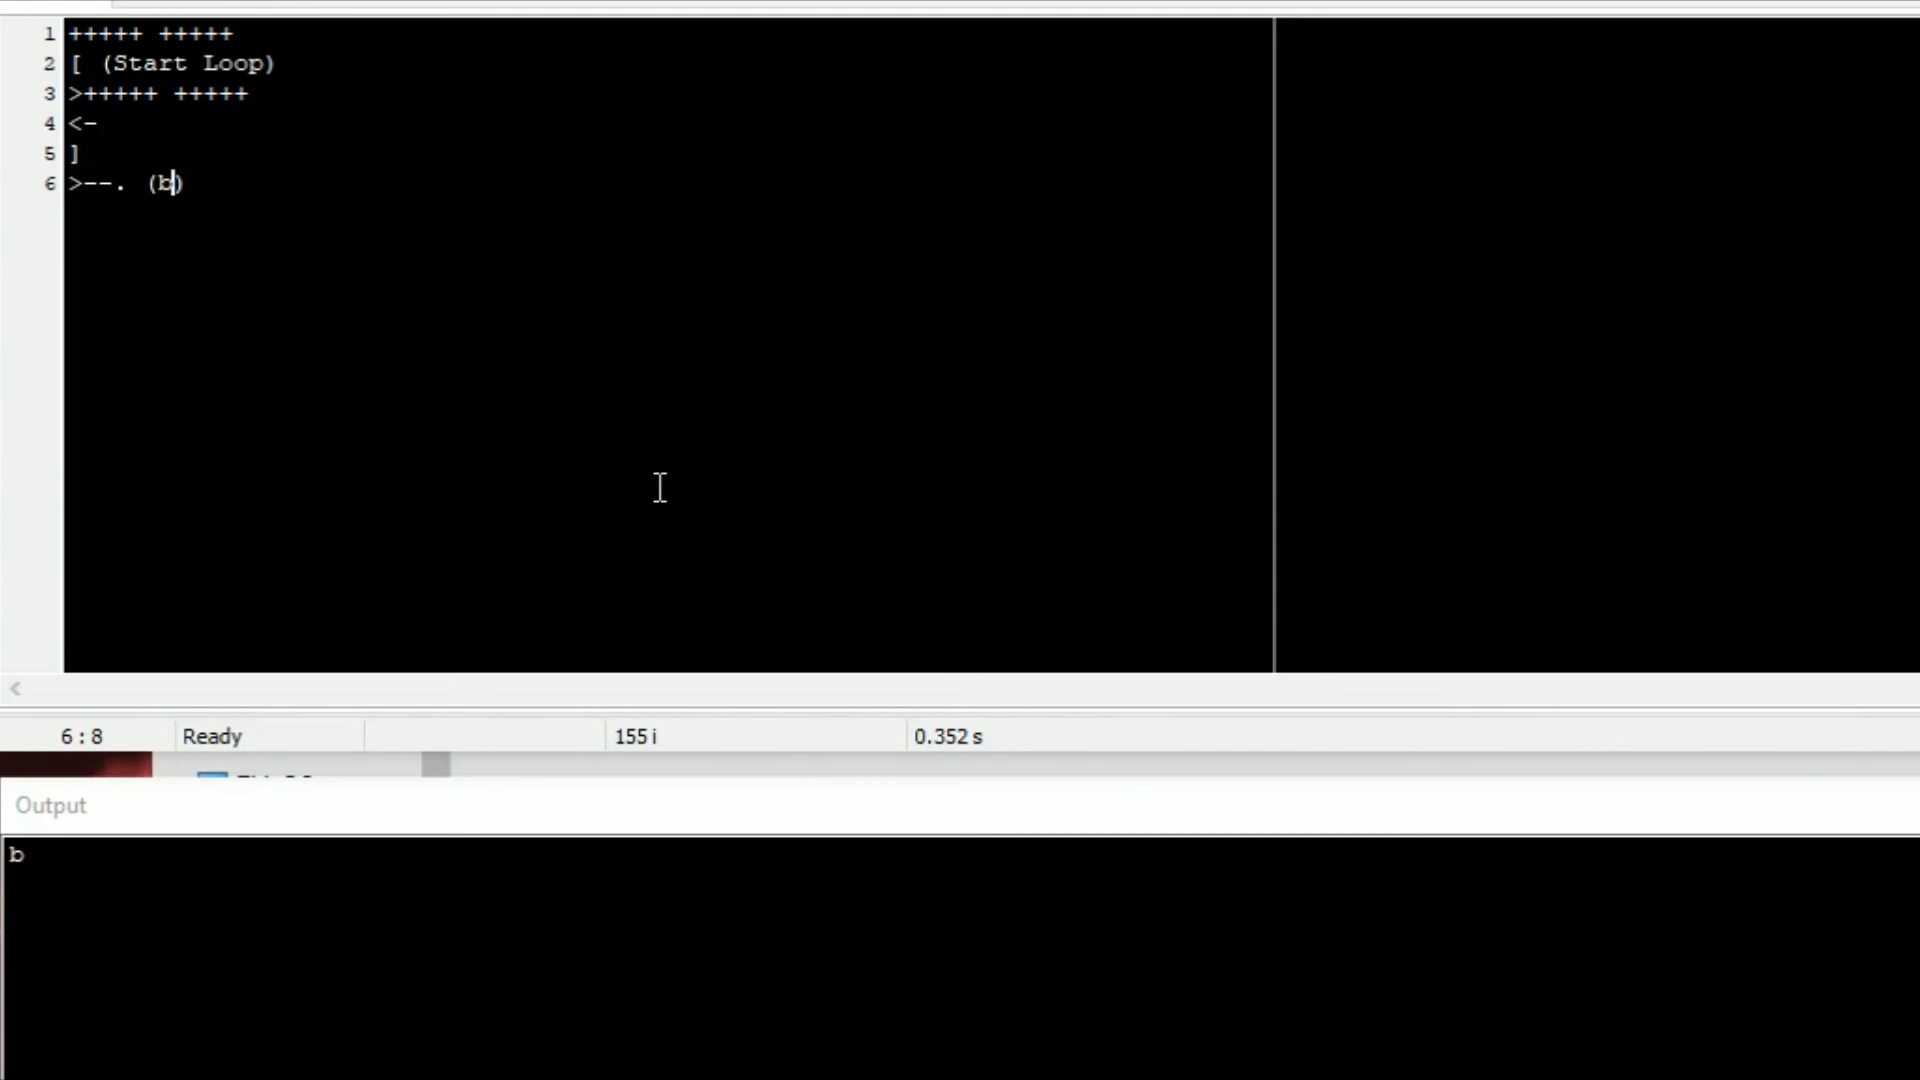 1 +++++ +++++
2 [ (Start Loop)
3 >+++++ +++++
4 <-
5 ]
6 >--. (b)
6 : 8 Ready 155 i 0.352 s
Output
b